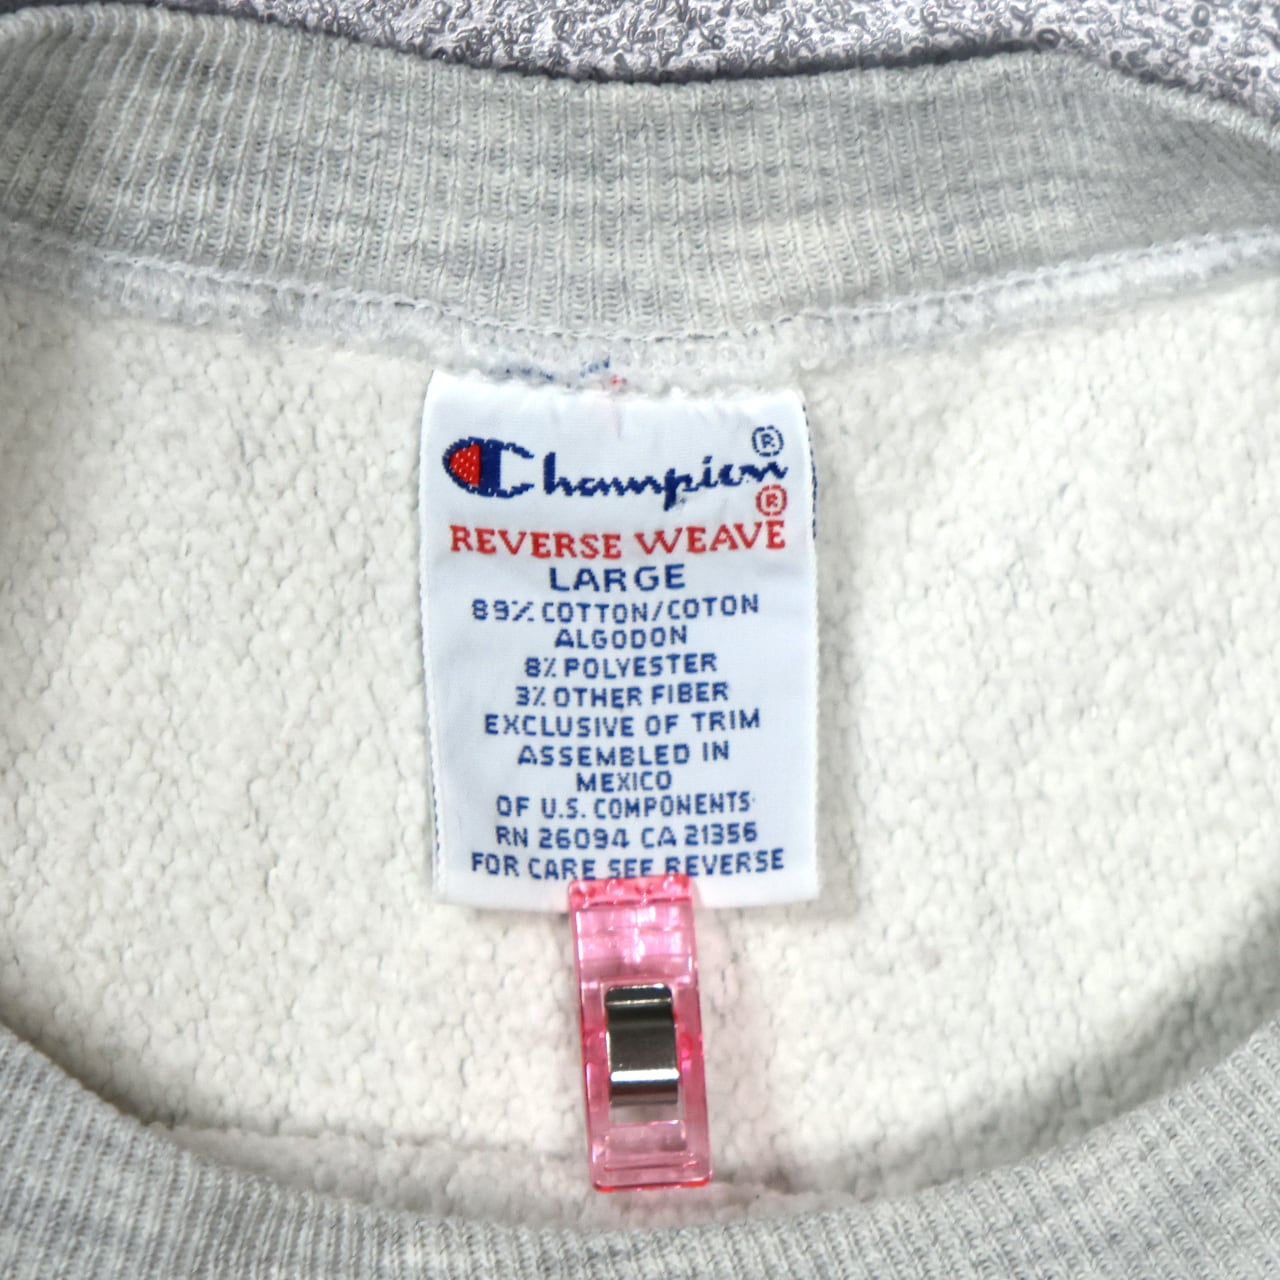 Champion®
REVERSE WEAVE®
LARGE
89% COTTON/COTON
ALGODON
8% POLYESTER
3% OTHER FIBER
EXCLUSIVE OF TRIM
ASSEMBLED IN
MEXICO
OF U.S. COMPONENTS
RN 26094 CA 21356
FOR CARE SEE REVERSE